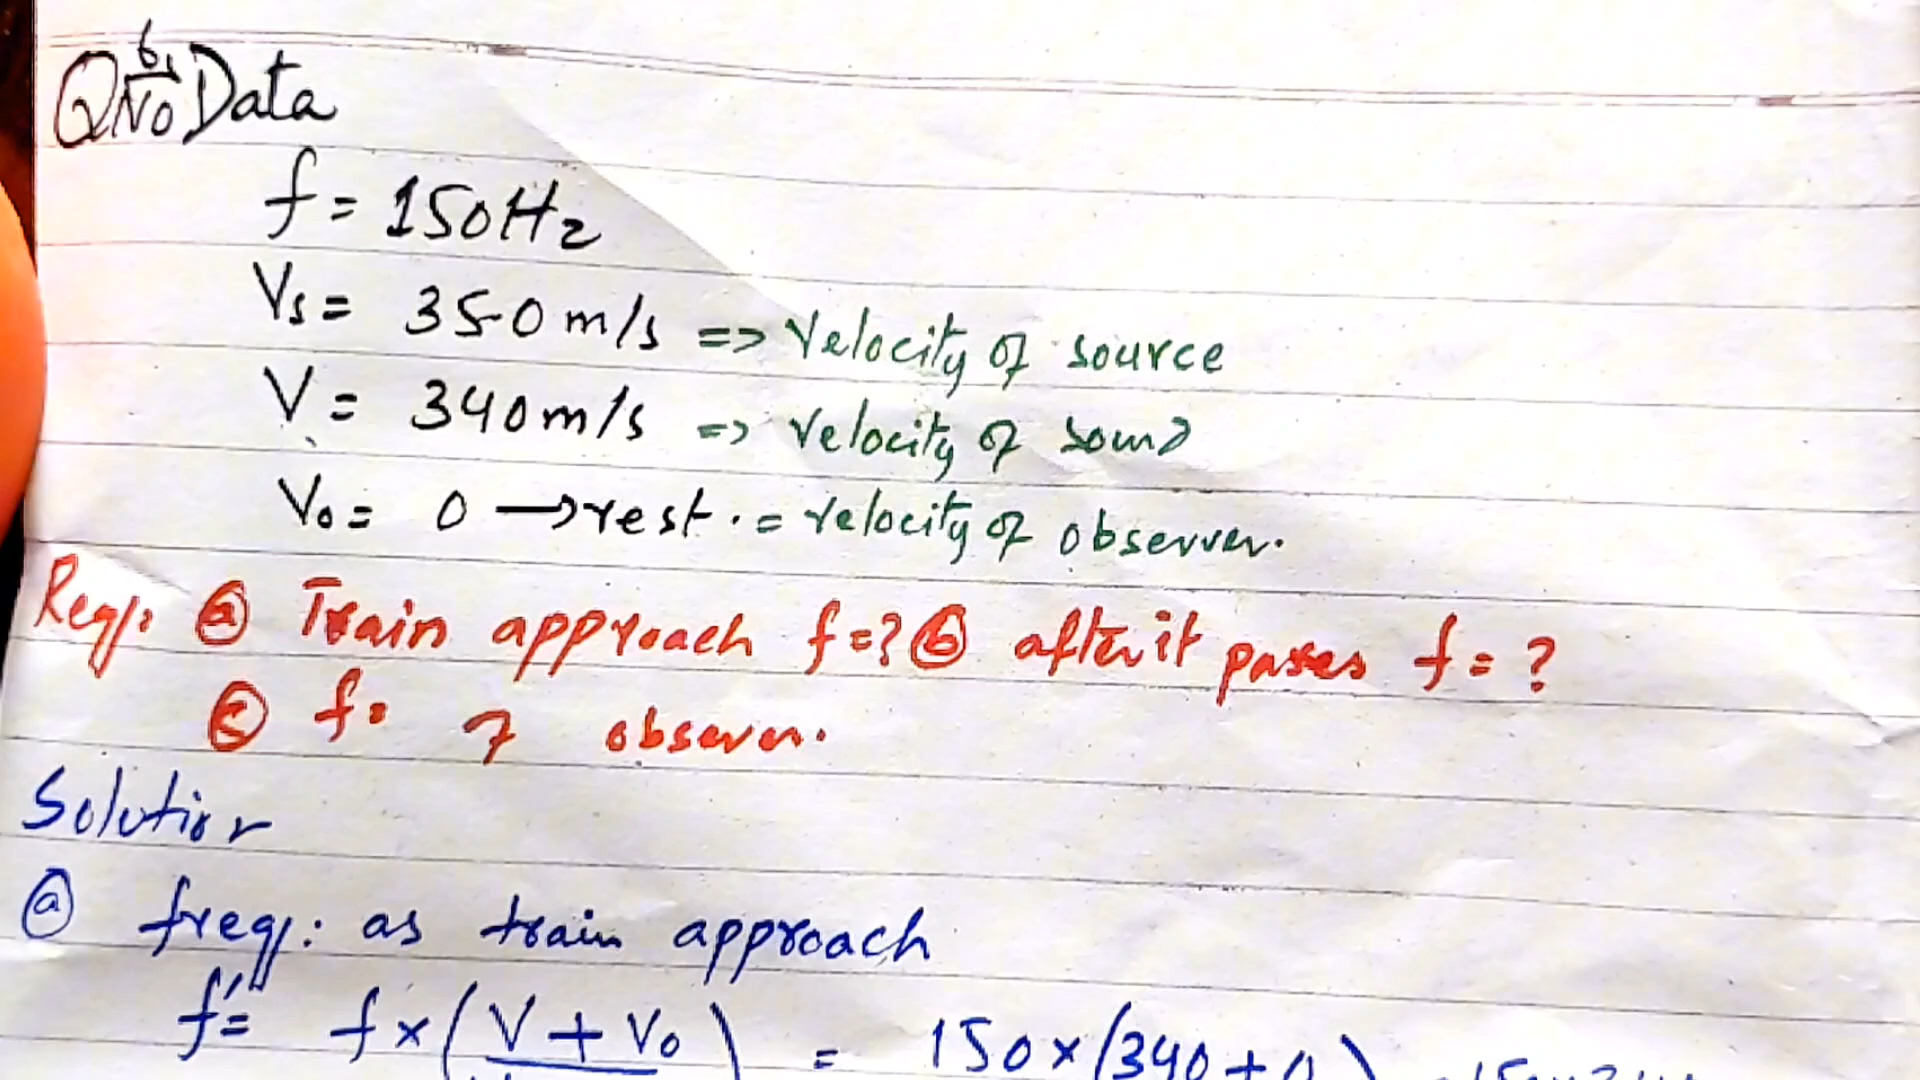 Q No 6, Data
f = 150Hz
Vs = 350 m/s => Velocity of source
V = 340m/s => Velocity of sound
Vo = 0 → rest. = velocity of observer.
Req: (a) Train approach f=? (b) after it passes f=?
(c) f= of observer.
Solution
(a) freq: as train approach
f' = f×(V + Vo) = 150×(340+0)